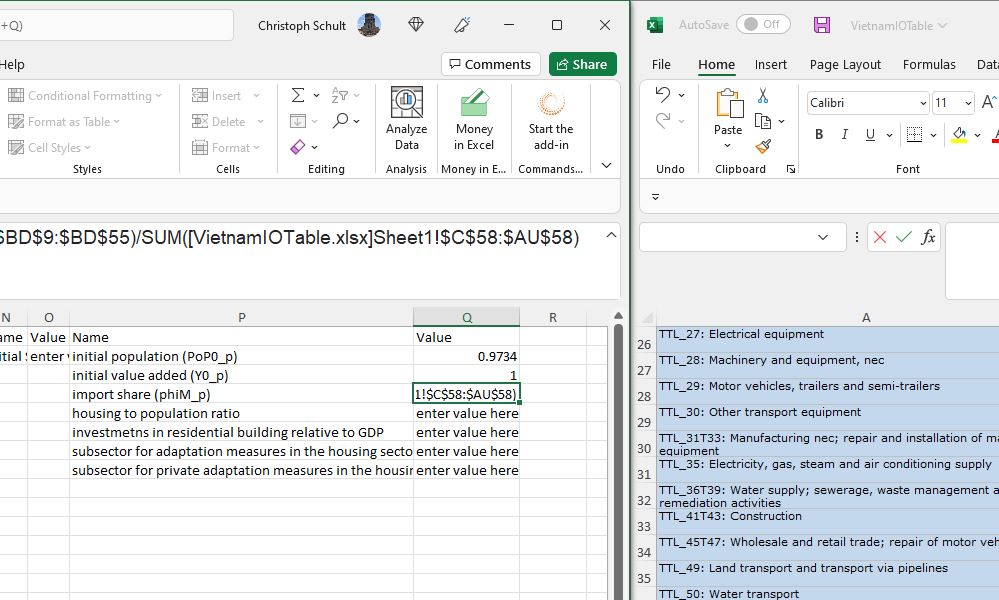 +Q)
Christoph Schult
AutoSave
Off
VietnamIOTable
Help
Comments
Share
File
Home
Insert
Page Layout
Formulas
Conditional Formatting
Format as Table
Cell Styles
Styles
Insert
Delete
Format
Cells
Editing
Analyze
Data
Analysis
Money
in Excel
Money in E...
Start the
add-in
Commands...
Undo
Paste
Clipboard
Calibri
11
B
I
U
Font
$BD$9:$BD$55)/SUM([VietnamIOTable.xlsx]Sheet1!$C$58:$AU$58)
fx
N O P Q R
Value Name Value
initial population (PoP0_p) 0.9734
initial value added (Y0_p) 1
import share (phiM_p) 1!$C$58:$AU$58)
housing to population ratio enter value here
investmetns in residential building relative to GDP enter value here
subsector for adaptation measures in the housing secto enter value here
subsector for private adaptation measures in the housin enter value here
A
26 TTL_27: Electrical equipment
27 TTL_28: Machinery and equipment, nec
28 TTL_29: Motor vehicles, trailers and semi-trailers
29 TTL_30: Other transport equipment
TTL_31T33: Manufacturing nec; repair and installation of ma
30 equipment
31 TTL_35: Electricity, gas, steam and air conditioning supply
TTL_36T39: Water supply; sewerage, waste management a
32 remediation activities
33 TTL_41T43: Construction
34 TTL_45T47: Wholesale and retail trade; repair of motor veh
35 TTL_49: Land transport and transport via pipelines
TTL_50: Water transport